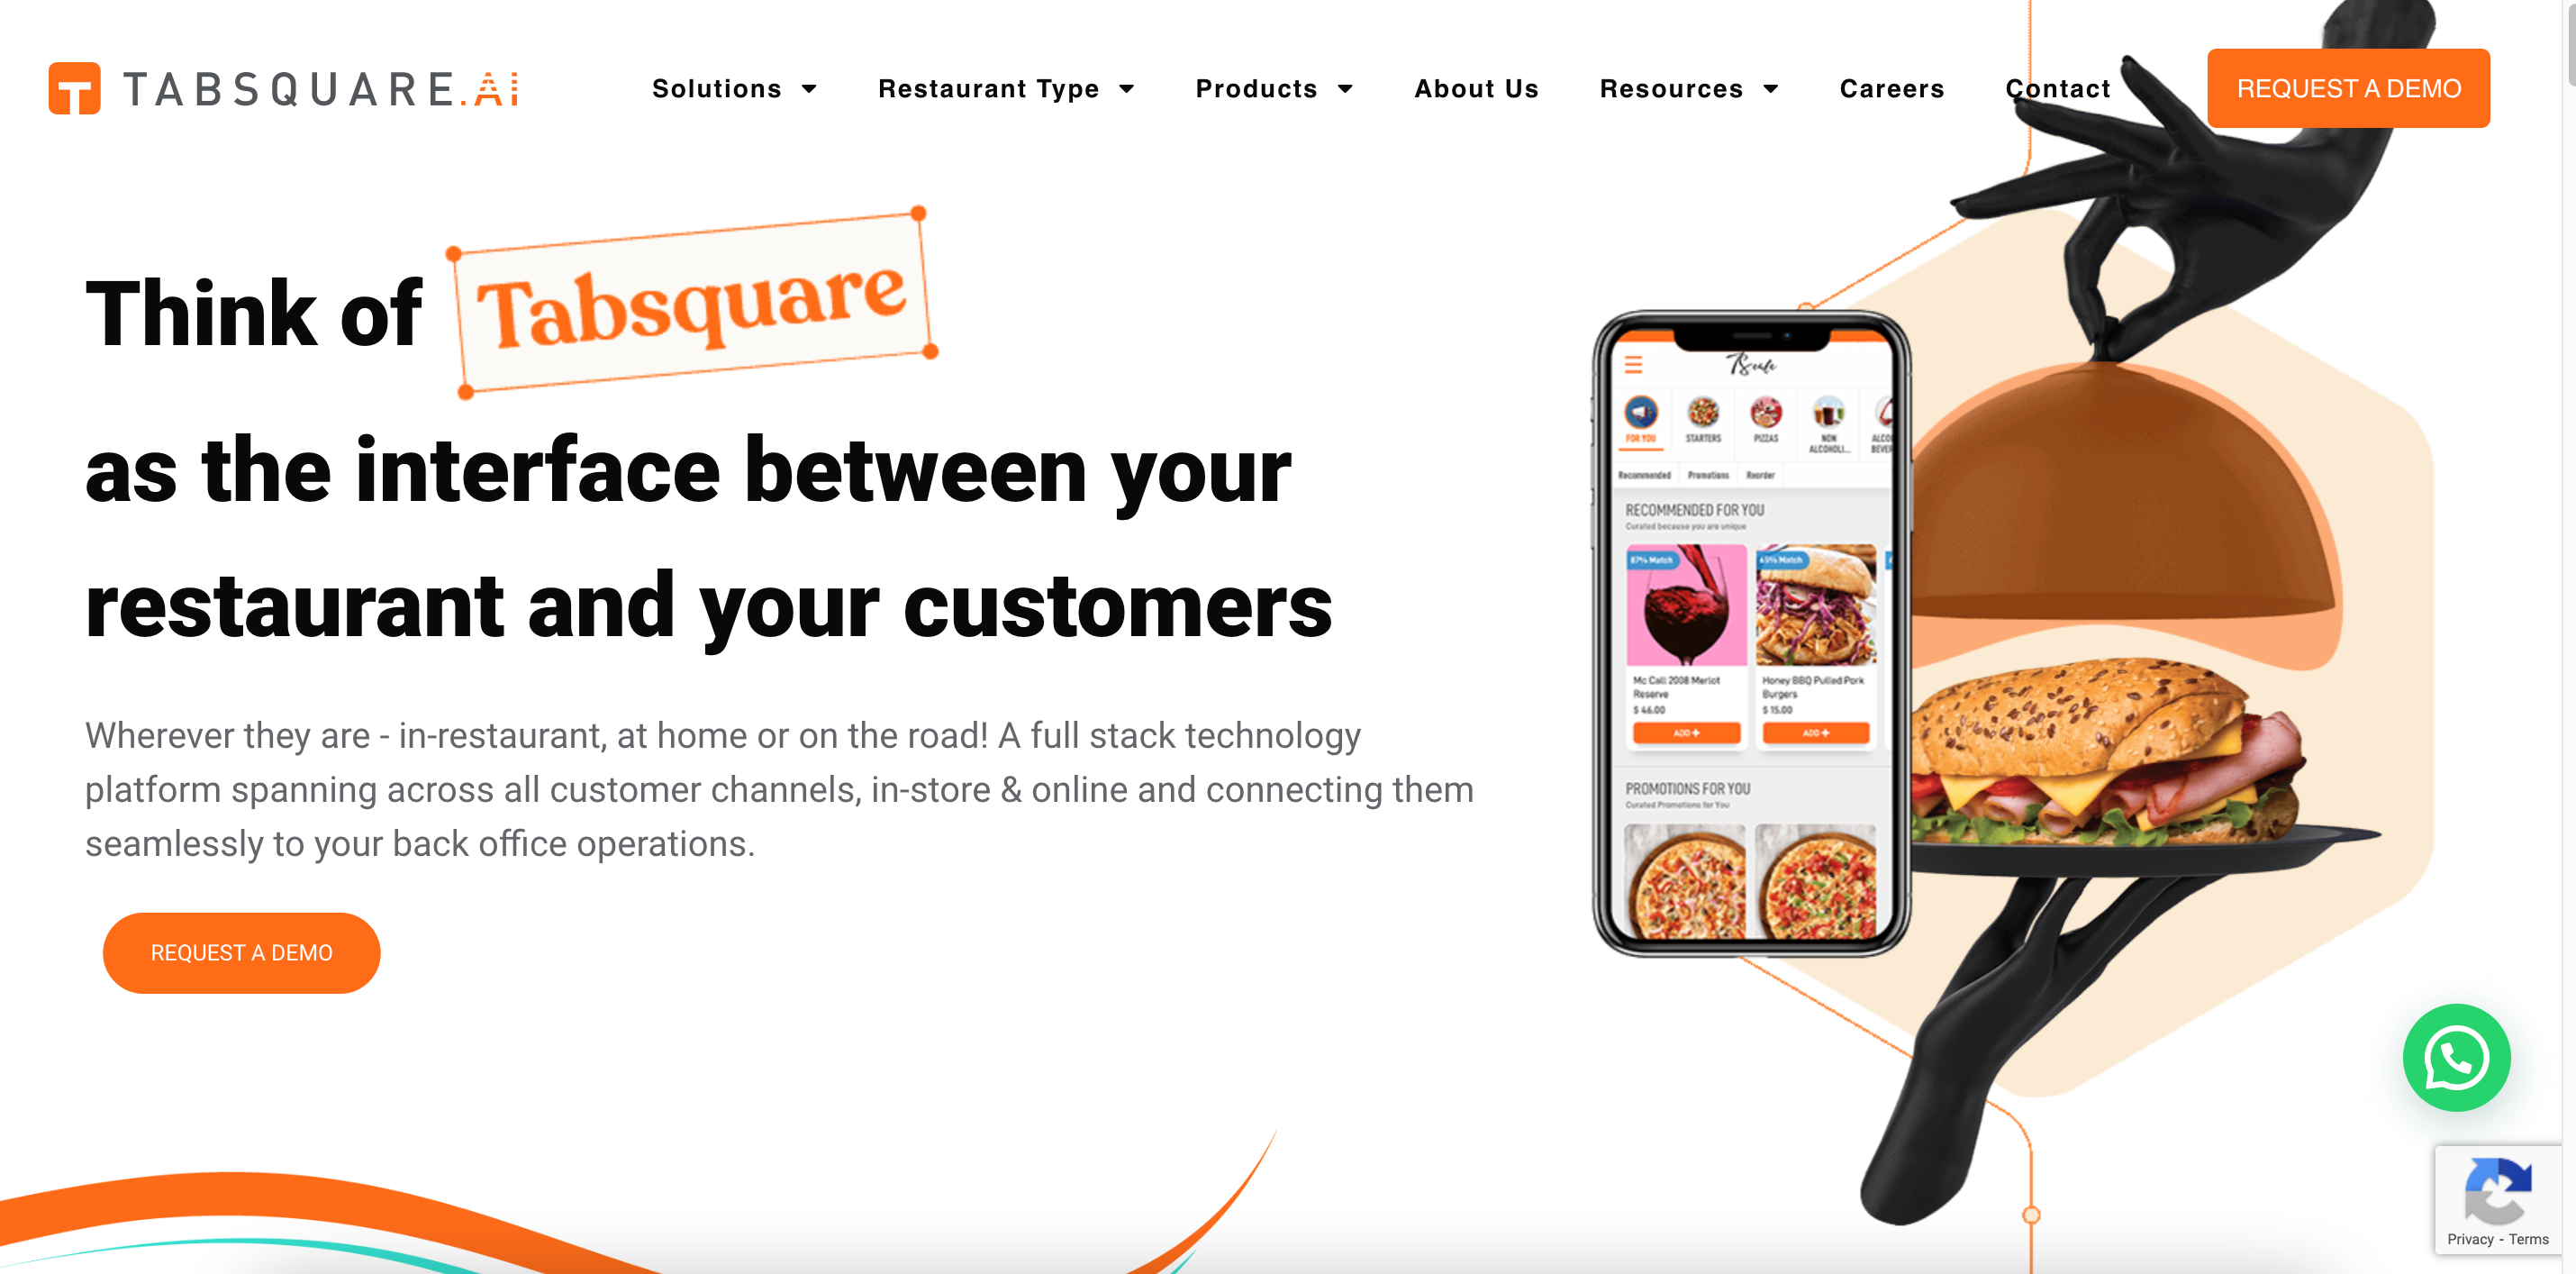 TABSQUARE.Ai
Solutions
Restaurant Type
Products
About Us
Resources
Careers
Contact
REQUEST A DEMO
Think of Tabsquare
as the interface between your
restaurant and your customers
Wherever they are - in-restaurant, at home or on the road! A full stack technology
platform spanning across all customer channels, in-store & online and connecting them
seamlessly to your back office operations.
REQUEST A DEMO
TS cafe
FOR YOU
STARTERS
PIZZAS
NON
ALCOHOLI...
ALCO
BEVER
Recommended
Promotions
Reorder
RECOMMENDED FOR YOU
Curated because you are unique
87% Match
65% Match
Mc Call 2008 Merlot
Reserve
$ 46.00
ADD +
Honey BBQ Pulled Pork
Burgers
$ 15.00
ADD +
PROMOTIONS FOR YOU
Curated Promotions for You
Privacy - Terms